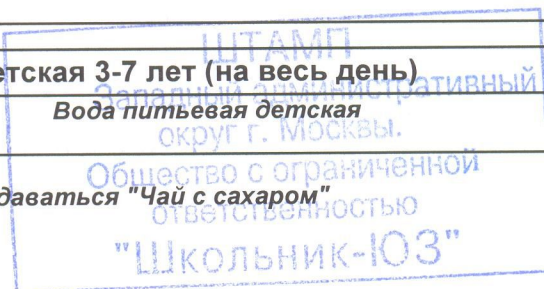 ШТАМП
етская 3-7 лет (на весь день)
Западный административный
Вода питьевая детская
округ г. Москвы.
Общество с ограниченной
даваться "Чай с сахаром"
ответственностью
"Школьник-ЮЗ"